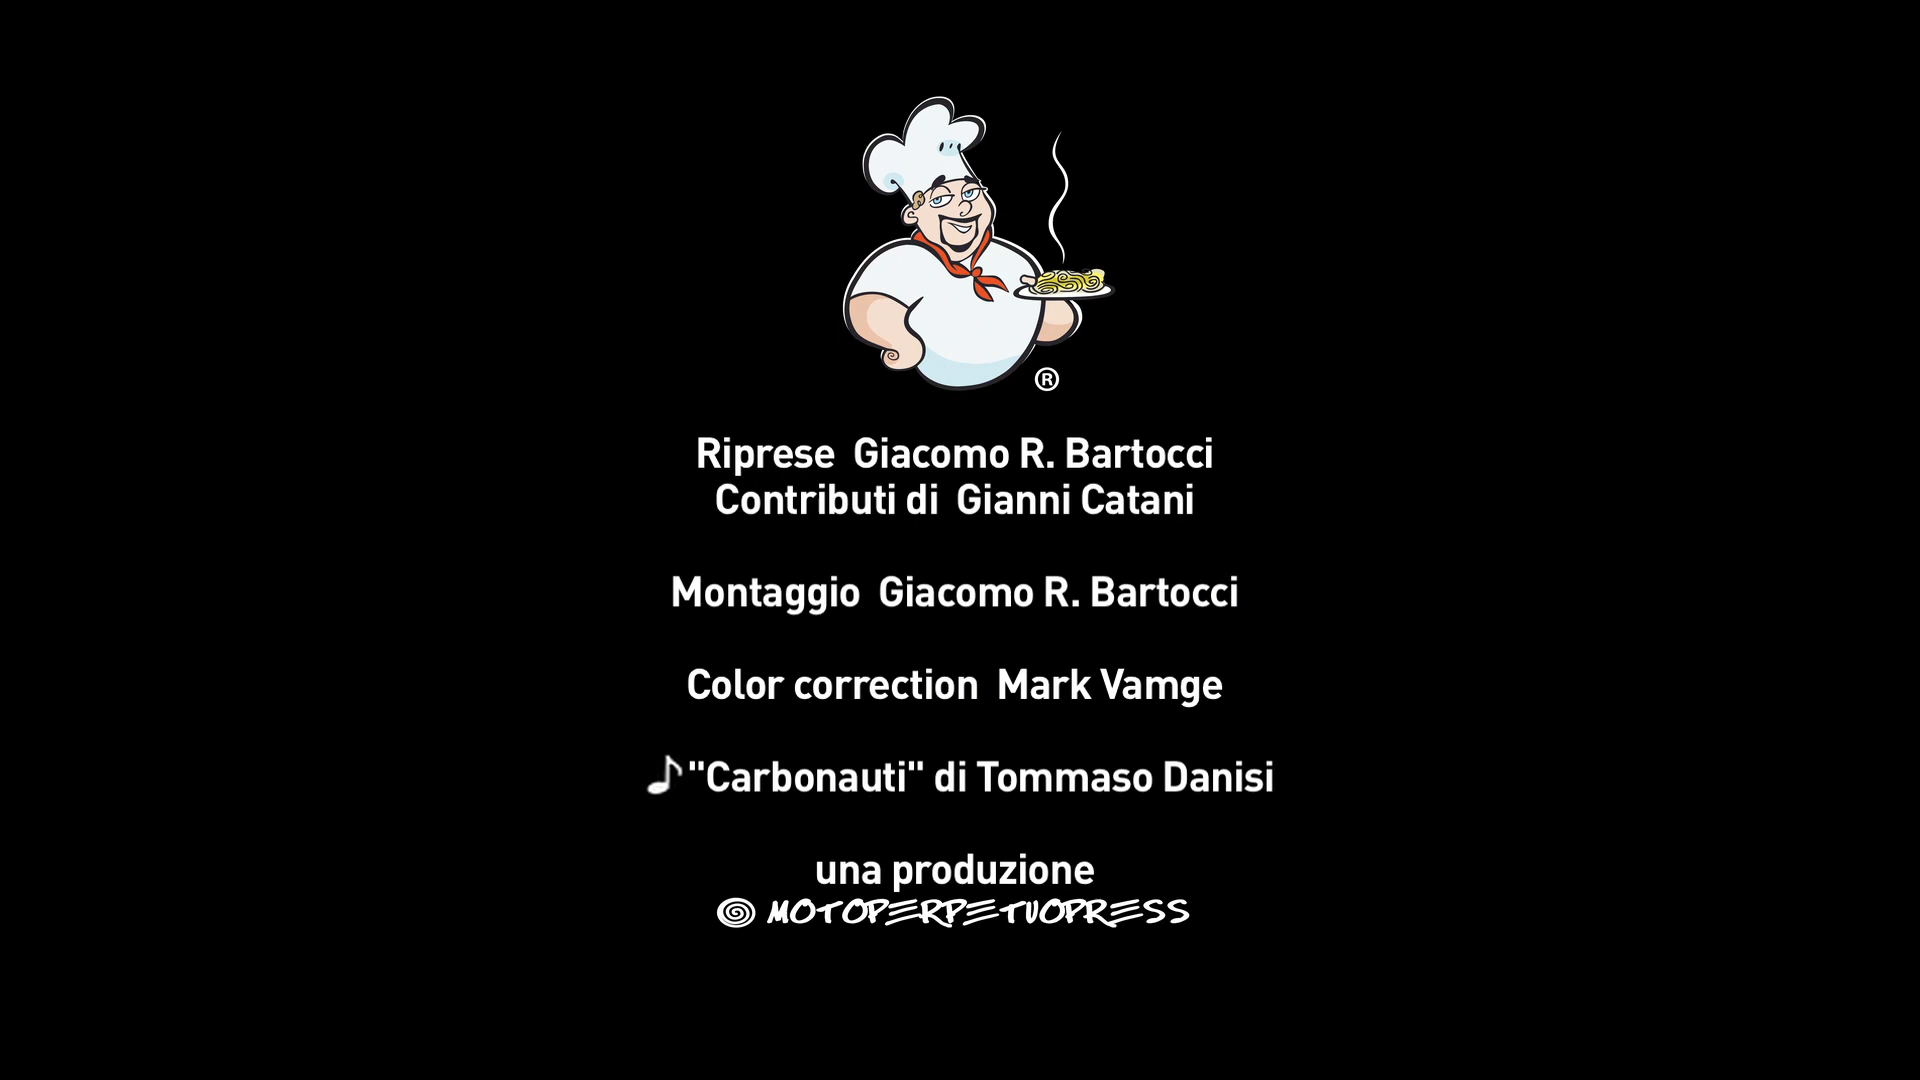 ®
Riprese Giacomo R. Bartocci
Contributi di Gianni Catani
Montaggio Giacomo R. Bartocci
Color correction Mark Vamge
♪"Carbonauti" di Tommaso Danisi
una produzione
MOTOPERPETUOPRESS